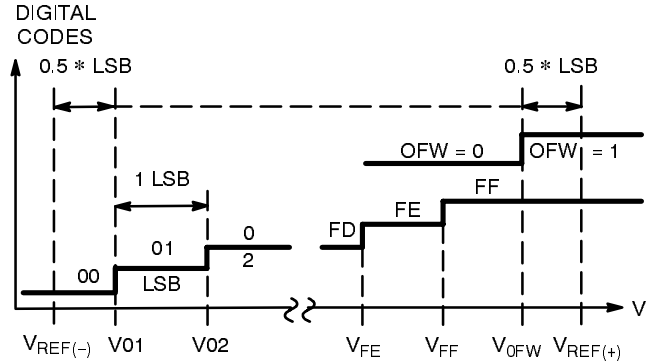 DIGITAL
CODES
0.5 * LSB
0.5 * LSB
OFW = 0
OFW = 1
1 LSB
FF
FE
FD
0
2
01
00
LSB
V
VREF(–)
V01
V02
VFE
VFF
V0FW
VREF(+)